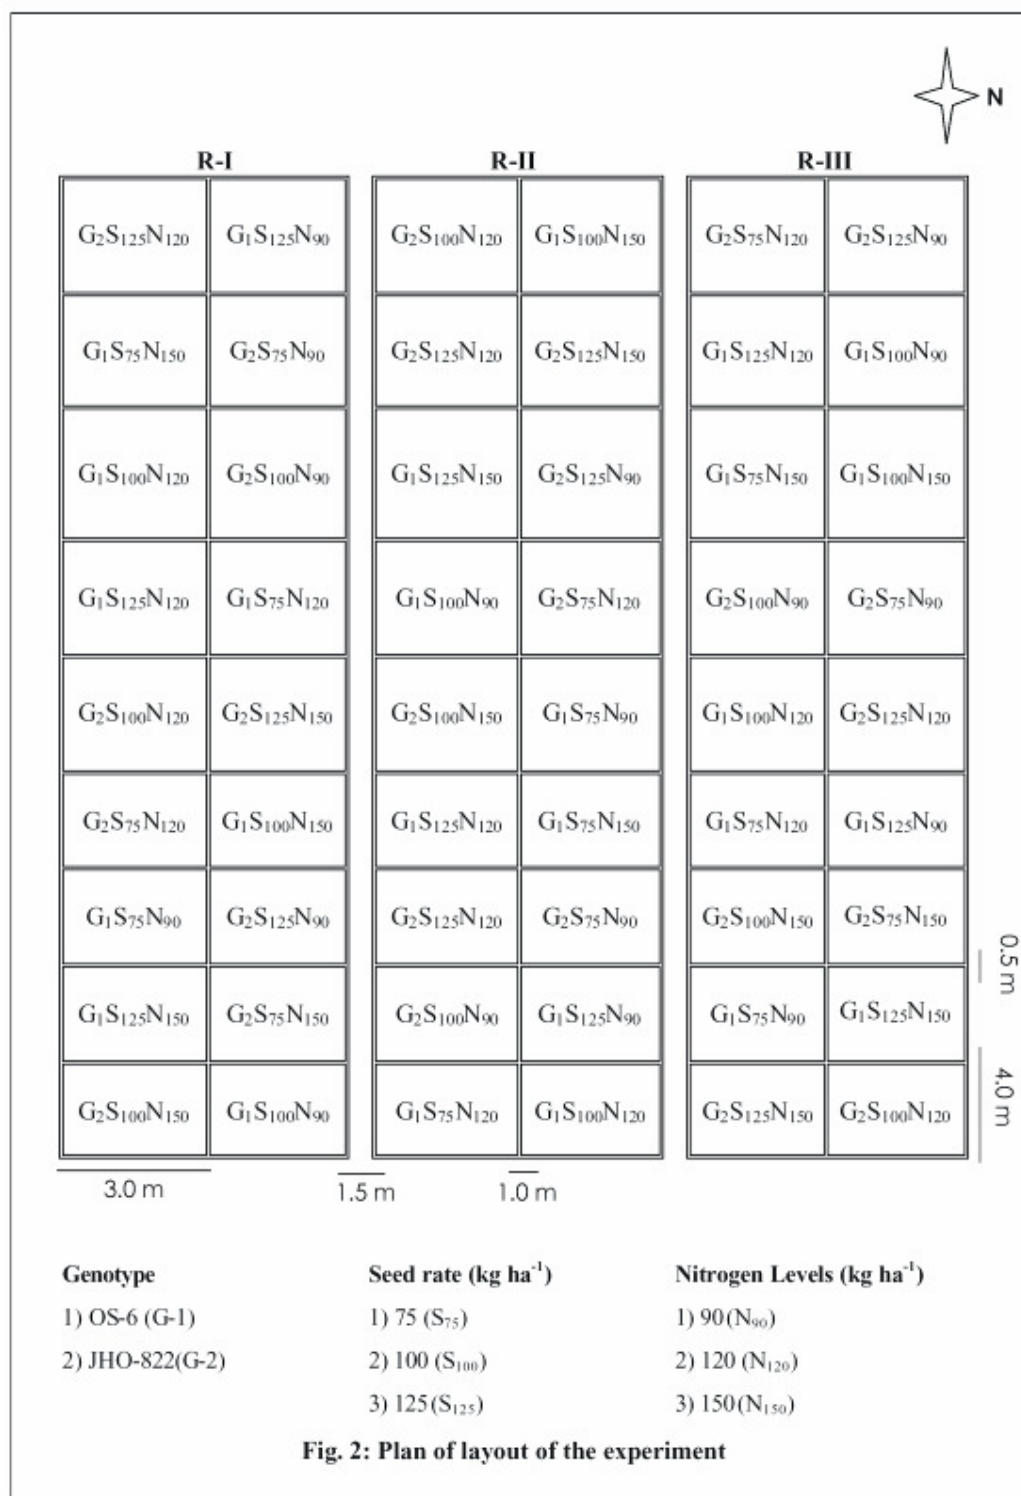 N
R-I R-II R-III
G₂S₁₂₅N₁₂₀ G₁S₁₂₅N₉₀ G₂S₁₀₀N₁₂₀ G₁S₁₀₀N₁₅₀ G₂S₇₅N₁₂₀ G₂S₁₂₅N₉₀
G₁S₇₅N₁₅₀ G₂S₇₅N₉₀ G₂S₁₂₅N₁₂₀ G₂S₁₂₅N₁₅₀ G₁S₁₂₅N₁₂₀ G₁S₁₀₀N₉₀
G₁S₁₀₀N₁₂₀ G₂S₁₀₀N₉₀ G₁S₁₂₅N₁₅₀ G₂S₁₂₅N₉₀ G₁S₇₅N₁₅₀ G₁S₁₀₀N₁₅₀
G₁S₁₂₅N₁₂₀ G₁S₇₅N₁₂₀ G₁S₁₀₀N₉₀ G₂S₇₅N₁₂₀ G₂S₁₀₀N₉₀ G₂S₇₅N₉₀
G₂S₁₀₀N₁₂₀ G₂S₁₂₅N₁₅₀ G₂S₁₀₀N₁₅₀ G₁S₇₅N₉₀ G₁S₁₀₀N₁₂₀ G₂S₁₂₅N₁₂₀
G₂S₇₅N₁₂₀ G₁S₁₀₀N₁₅₀ G₁S₁₂₅N₁₂₀ G₁S₇₅N₁₅₀ G₁S₇₅N₁₂₀ G₁S₁₂₅N₉₀
G₁S₇₅N₉₀ G₂S₁₂₅N₉₀ G₂S₁₂₅N₁₂₀ G₂S₇₅N₉₀ G₂S₁₀₀N₁₅₀ G₂S₇₅N₁₅₀
0.5 m
G₁S₁₂₅N₁₅₀ G₂S₇₅N₁₅₀ G₂S₁₀₀N₉₀ G₁S₁₂₅N₉₀ G₁S₇₅N₉₀ G₁S₁₂₅N₁₅₀
4.0 m
G₂S₁₀₀N₁₅₀ G₁S₁₀₀N₉₀ G₁S₇₅N₁₂₀ G₁S₁₀₀N₁₂₀ G₂S₁₂₅N₁₅₀ G₂S₁₀₀N₁₂₀
3.0 m 1.5 m 1.0 m
Genotype Seed rate (kg ha⁻¹) Nitrogen Levels (kg ha⁻¹)
1) OS-6 (G-1) 1) 75 (S₇₅) 1) 90(N₉₀)
2) JHO-822(G-2) 2) 100 (S₁₀₀) 2) 120 (N₁₂₀)
3) 125(S₁₂₅) 3) 150(N₁₅₀)
Fig. 2: Plan of layout of the experiment